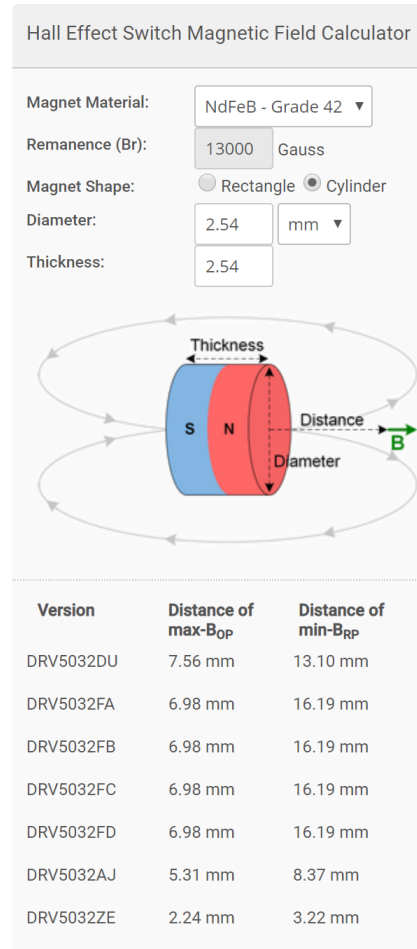 Hall Effect Switch Magnetic Field Calculator
Magnet Material: NdFeB - Grade 42
Remanence (Br): 13000 Gauss
Magnet Shape: Rectangle Cylinder
Diameter: 2.54 mm
Thickness: 2.54
Thickness
S N Distance
B
Diameter
Version Distance of max-BOP Distance of min-BRP
DRV5032DU 7.56 mm 13.10 mm
DRV5032FA 6.98 mm 16.19 mm
DRV5032FB 6.98 mm 16.19 mm
DRV5032FC 6.98 mm 16.19 mm
DRV5032FD 6.98 mm 16.19 mm
DRV5032AJ 5.31 mm 8.37 mm
DRV5032ZE 2.24 mm 3.22 mm